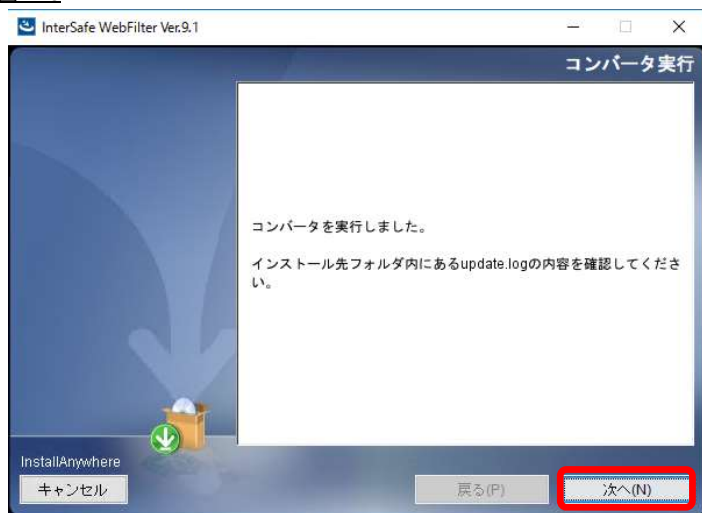 InterSafe WebFilter Ver.9.1
コンバータ実行
コンバータを実行しました。
インストール先フォルダ内にあるupdate.logの内容を確認してくださ
い。
InstallAnywhere
キャンセル
戻る(P)
次へ(N)